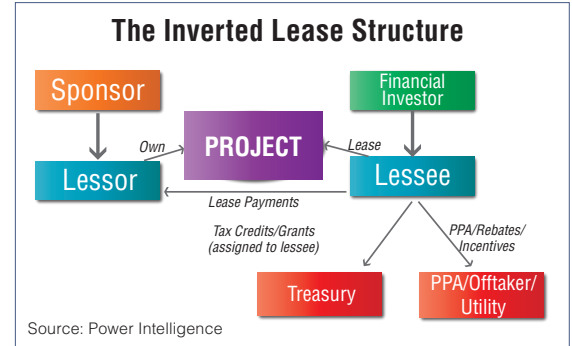 The Inverted Lease Structure
Sponsor
Financial
Investor
Own
PROJECT
Lease
Lessor
Lessee
Lease Payments
Tax Credits/Grants
(assigned to lessee)
PPA/Rebates/
Incentives
Treasury
PPA/Offtaker/
Utility
Source: Power Intelligence